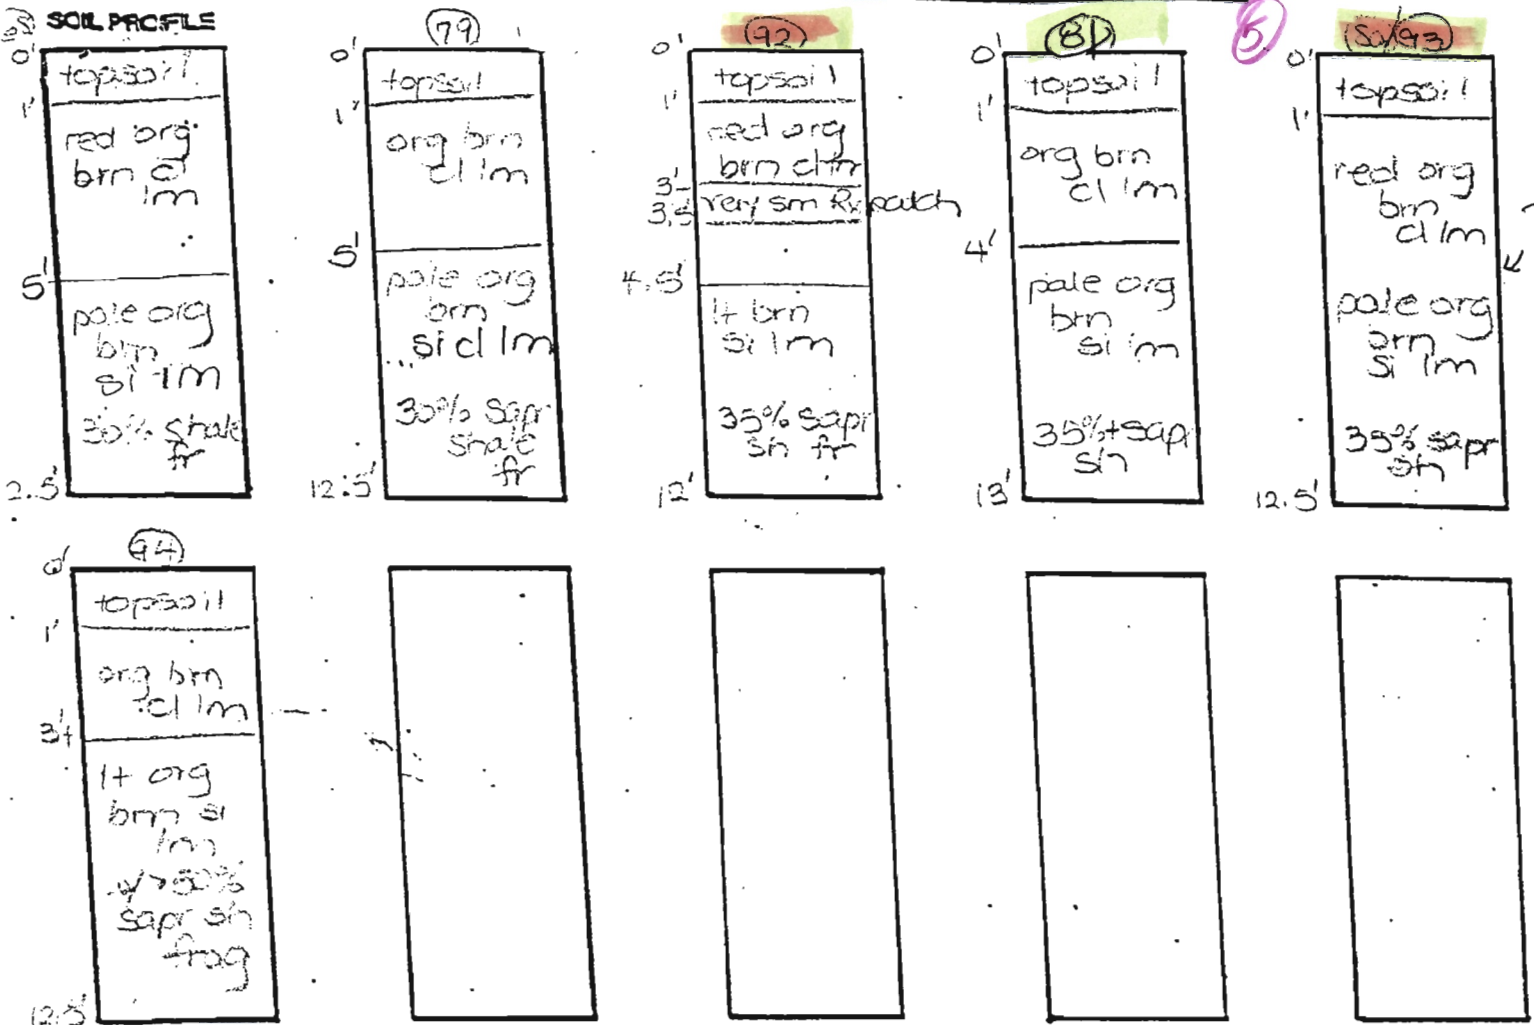 SOIL PROFILE
0'
topsoil
1'
red org
brn cl
lm
5'
pale org
brn
si lm
30% shale
fr
2.5'
79
0'
topsoil
1'
org brn
cl lm
5'
pale org
brn
si cl lm
30% sapr
shale
fr
12.5'
92
0'
topsoil
1'
red org
brn cl lm
3'
very sm Rx patch
3.5'
4.5'
lt brn
si lm
35% sapr
sh fr
12'
81
0'
topsoil
1'
org brn
cl lm
4'
pale org
brn
si lm
35%+ sapr
sh
13'
5
93
0'
topsoil
1'
red org
brn
cl lm
pale org
brn
si lm
35% sapr
sh
12.5'
94
0'
topsoil
1'
org brn
cl lm
3'+
lt org
brn si
lm
w/ >50%
sapr sh
frag
12.5'